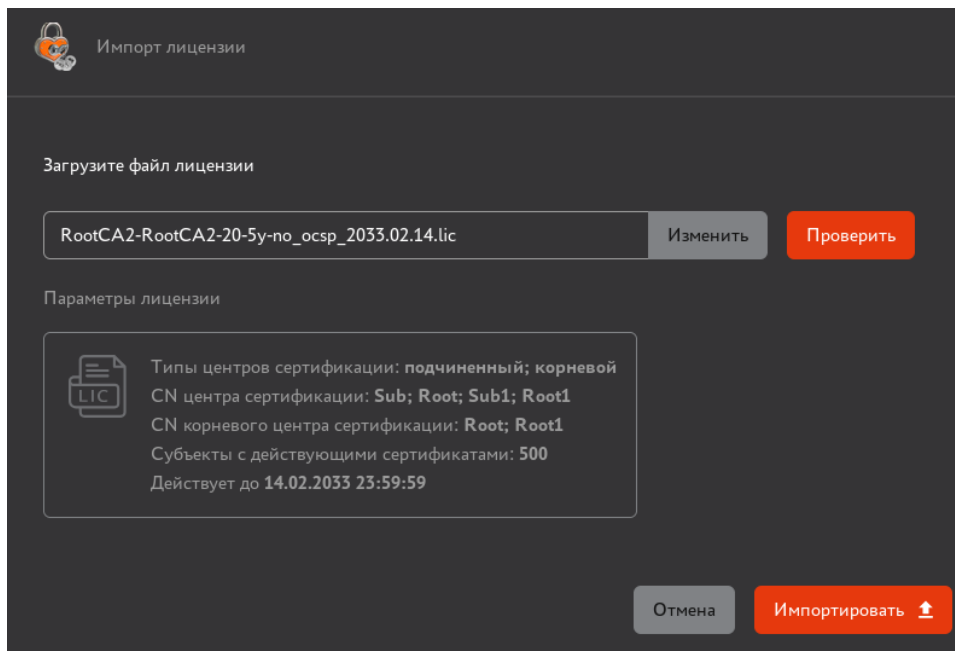 Импорт лицензии
Загрузите файл лицензии
RootCA2-RootCA2-20-5y-no_ocsp_2033.02.14.lic
Изменить
Проверить
Параметры лицензии
LIC
Типы центров сертификации: подчиненный; корневой
CN центра сертификации: Sub; Root; Sub1; Root1
CN корневого центра сертификации: Root; Root1
Субъекты с действующими сертификатами: 500
Действует до 14.02.2033 23:59:59
Отмена
Импортировать